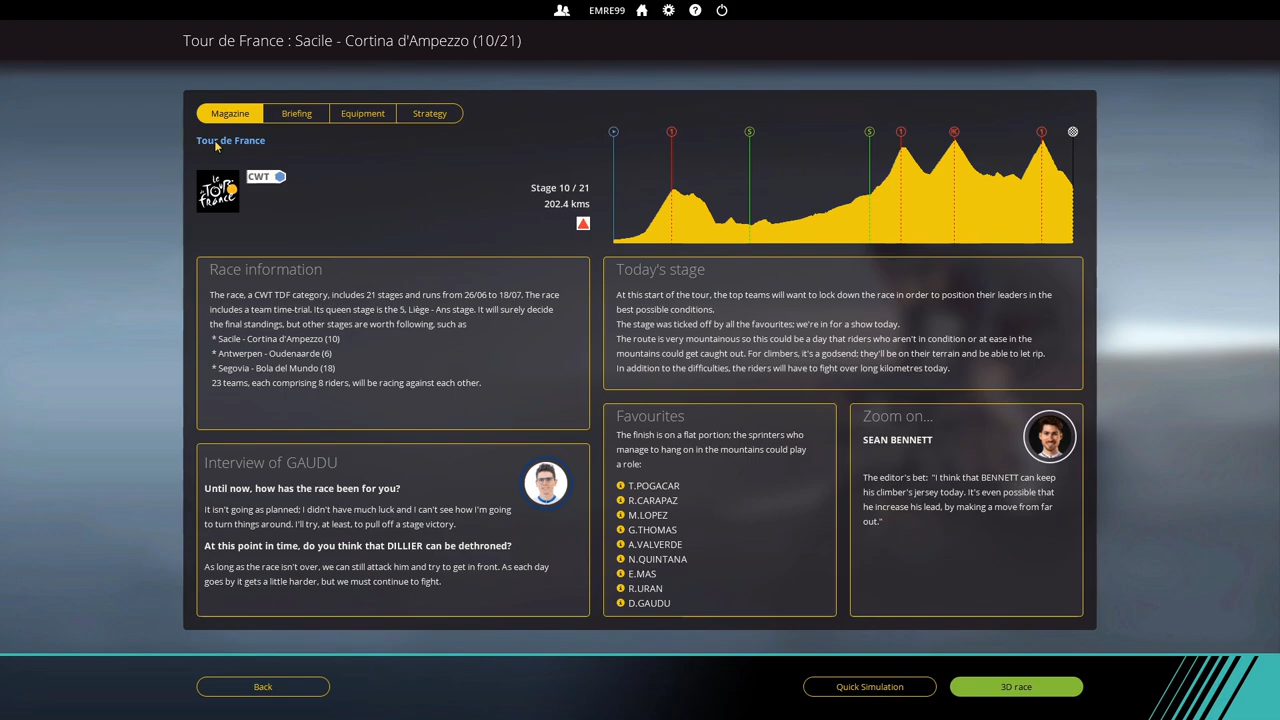 EMRE99
Tour de France : Sacile - Cortina d'Ampezzo (10/21)
Magazine
Briefing
Equipment
Strategy
Tour de France
le
TOUR
france
CWT
Stage 10 / 21
202.4 kms
1
S
S
1
HC
1
Race information
The race, a CWT TDF category, includes 21 stages and runs from 26/06 to 18/07. The race
includes a team time-trial. Its queen stage is the 5, Liège - Ans stage. It will surely decide
the final standings, but other stages are worth following, such as
* Sacile - Cortina d'Ampezzo (10)
* Antwerpen - Oudenaarde (6)
* Segovia - Bola del Mundo (18)
23 teams, each comprising 8 riders, will be racing against each other.
Today's stage
At this start of the tour, the top teams will want to lock down the race in order to position their leaders in the
best possible conditions.
The stage was ticked off by all the favourites; we're in for a show today.
The route is very mountainous so this could be a day that riders who aren't in condition or at ease in the
mountains could get caught out. For climbers, it's a godsend; they'll be on their terrain and be able to let rip.
In addition to the difficulties, the riders will have to fight over long kilometres today.
Interview of GAUDU
Until now, how has the race been for you?
It isn't going as planned; I didn't have much luck and I can't see how I'm going
to turn things around. I'll try, at least, to pull off a stage victory.
At this point in time, do you think that DILLIER can be dethroned?
As long as the race isn't over, we can still attack him and try to get in front. As each day
goes by it gets a little harder, but we must continue to fight.
Favourites
The finish is on a flat portion; the sprinters who
manage to hang on in the mountains could play
a role:
T.POGACAR
R.CARAPAZ
M.LOPEZ
G.THOMAS
A.VALVERDE
N.QUINTANA
E.MAS
R.URAN
D.GAUDU
Zoom on...
SEAN BENNETT
The editor's bet: "I think that BENNETT can keep
his climber's jersey today. It's even possible that
he increase his lead, by making a move from far
out."
Back
Quick Simulation
3D race